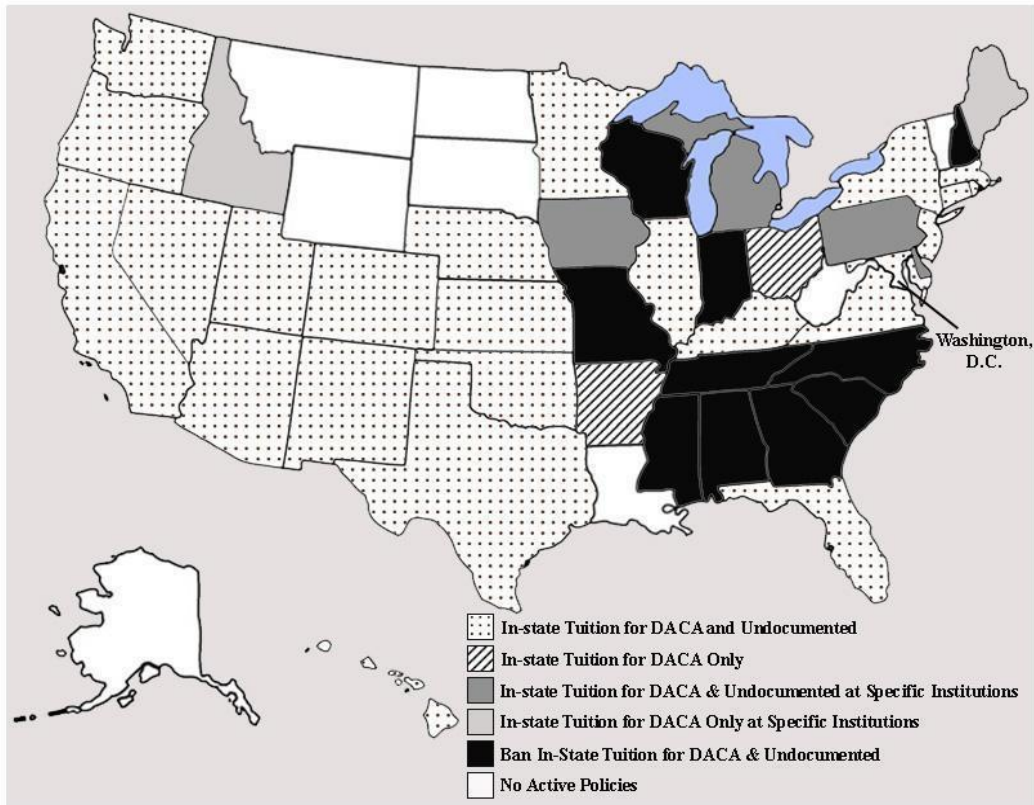 Washington,
D.C.
In-state Tuition for DACA and Undocumented
In-state Tuition for DACA Only
In-state Tuition for DACA & Undocumented at Specific Institutions
In-state Tuition for DACA Only at Specific Institutions
Ban In-State Tuition for DACA & Undocumented
No Active Policies